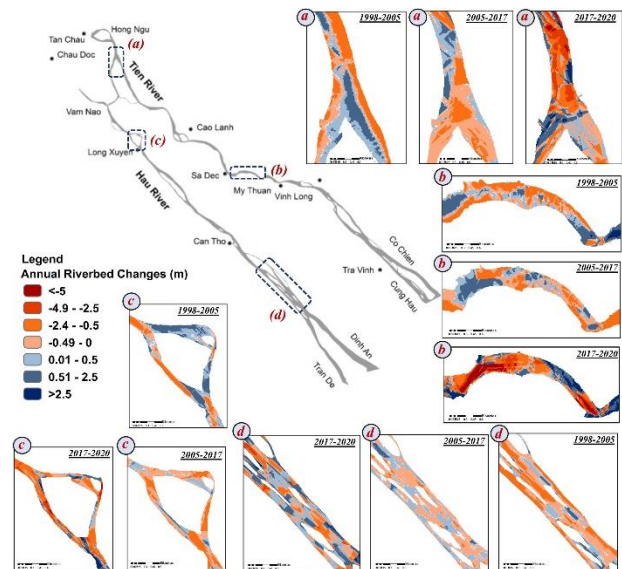 Hong Ngu
Tan Chau
Chau Doc
(a)
Tien River
Vam Nao
Cao Lanh
(c)
Long Xuyen
Hau River
Sa Dec
(b)
My Thuan
Vinh Long
Can Tho
Co Chien
Tra Vinh
Cung Hau
(d)
Dinh An
Tran De
Legend
Annual Riverbed Changes (m)
<-5
-4.9 - -2.5
-2.4 - -0.5
-0.49 - 0
0.01 - 0.5
0.51 - 2.5
>2.5
a 1998-2005
a 2005-2017
a 2017-2020
b
1998-2005
b
2005-2017
b
2017-2020
c 1998-2005
c 2017-2020
c 2005-2017
d 2017-2020
d 2005-2017
d 1998-2005